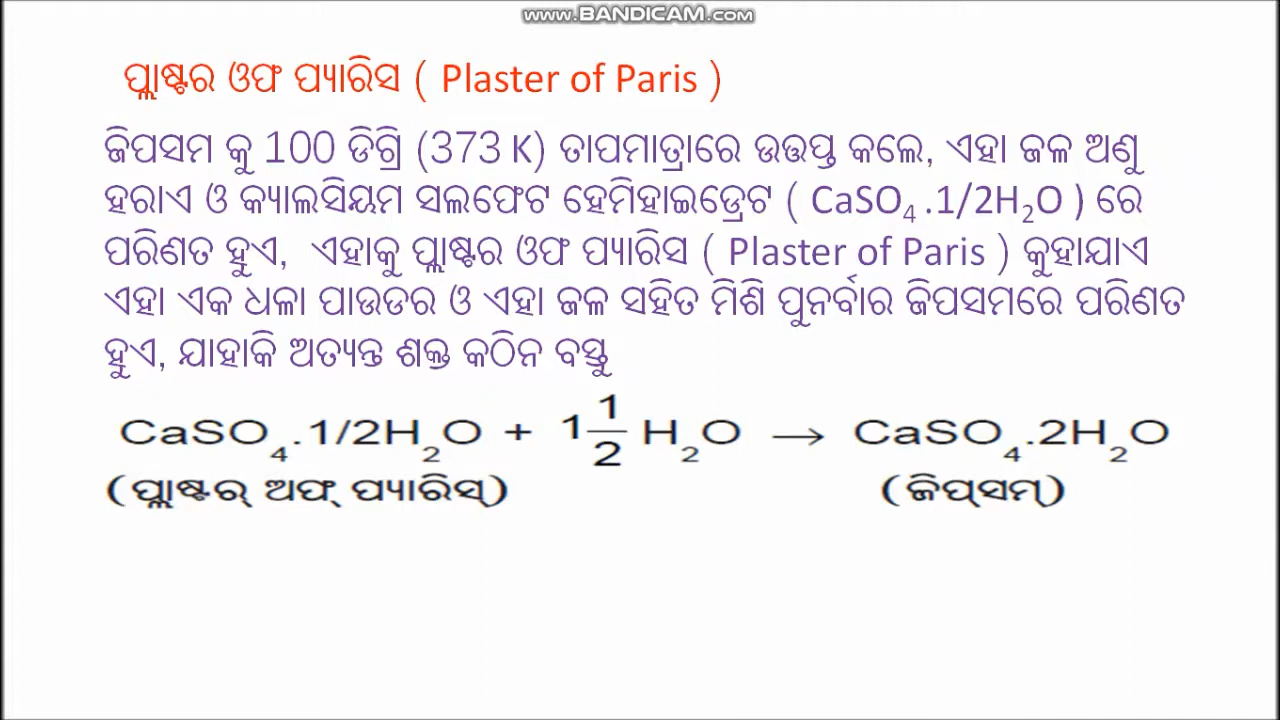 www.BANDICAM.com
ପ୍ଲାଷ୍ଟର ଓଫ ପ୍ୟାରିସ ( Plaster of Paris )
ଜିପସମ କୁ 100 ଡିଗ୍ରି (373 K) ତାପମାତ୍ରାରେ ଉତ୍ତପ୍ତ କଲେ, ଏହା ଜଳ ଅଣୁ
ହରାଏ ଓ କ୍ୟାଲସିୟମ ସଲଫେଟ ହେମିହାଇଡ୍ରେଟ ( CaSO₄ .1/2H₂O ) ରେ
ପରିଣତ ହୁଏ, ଏହାକୁ ପ୍ଲାଷ୍ଟର ଓଫ ପ୍ୟାରିସ ( Plaster of Paris ) କୁହାଯାଏ
ଏହା ଏକ ଧଳା ପାଉଡର ଓ ଏହା ଜଳ ସହିତ ମିଶି ପୁନର୍ବାର ଜିପସମରେ ପରିଣତ
ହୁଏ, ଯାହାକି ଅତ୍ୟନ୍ତ ଶକ୍ତ କଠିନ ବସ୍ତୁ
CaSO₄.1/2H₂O + 1 1/2 H₂O → CaSO₄.2H₂O
(ପ୍ଲାଷ୍ଟର୍ ଅଫ୍ ପ୍ୟାରିସ୍) (ଜିପ୍‌ସମ୍)